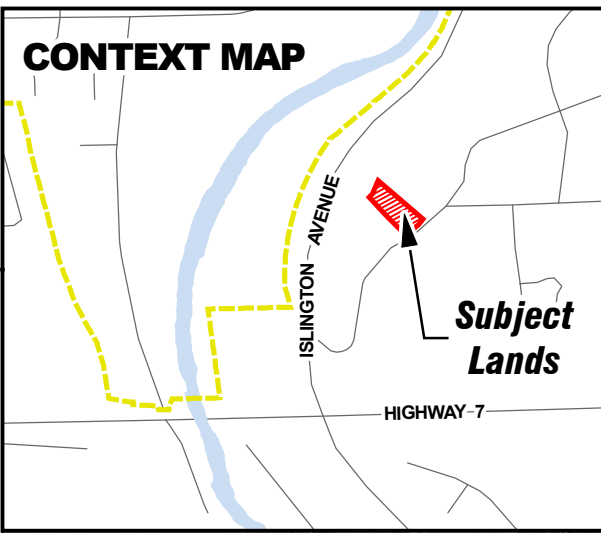 CONTEXT MAP
ISLINGTON AVENUE
Subject
Lands
HIGHWAY 7